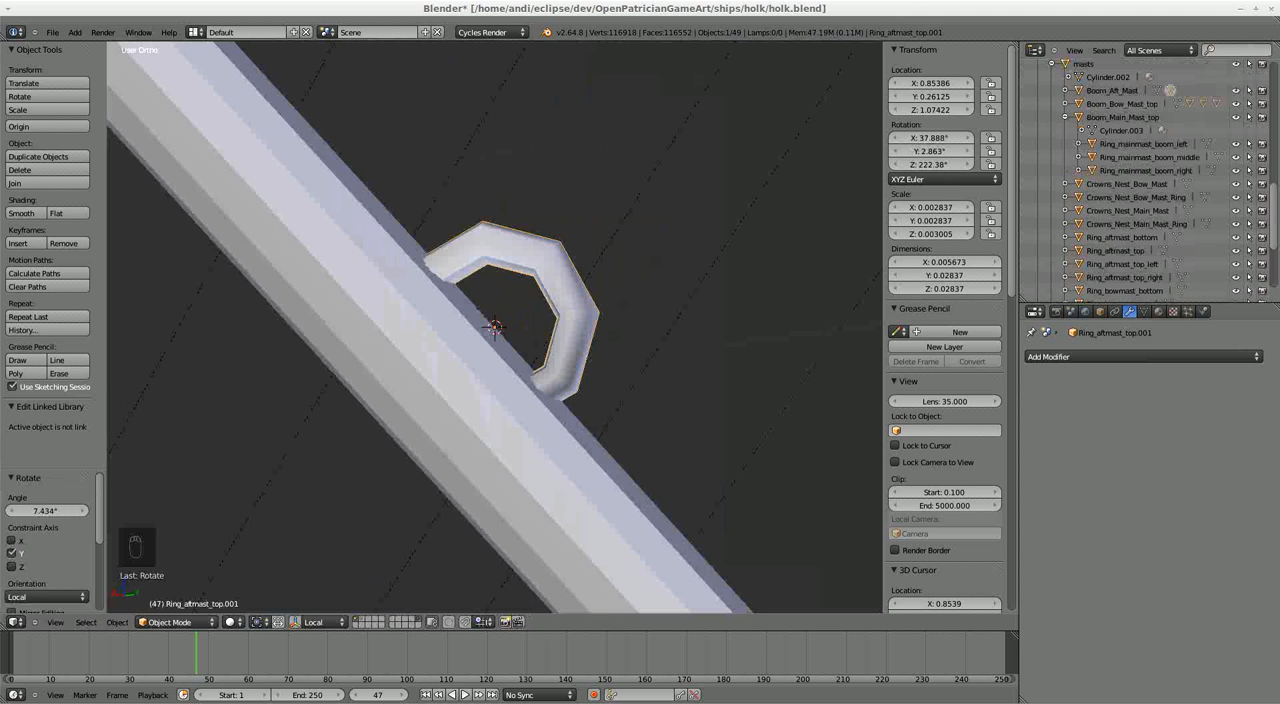 Blender* [/home/andi/eclipse/dev/OpenPatricianGameArt/ships/holk/holk.blend]
File Add Render Window Help Default Scene Cycles Render v2.64.8 | Verts:116918 | Faces:116552 | Objects:1/49 | Lamps:0/0 | Mem:47.19M (0.11M) | Ring_aftmast_top.001
Object Tools
Transform:
Translate
Rotate
Scale
Origin
Object:
Duplicate Objects
Delete
Join
Shading:
Smooth Flat
Keyframes:
Insert Remove
Motion Paths:
Calculate Paths
Clear Paths
Repeat:
Repeat Last
History...
Grease Pencil:
Draw Line
Poly Erase
Use Sketching Sessio
Edit Linked Library
Active object is not link
Rotate
Angle
7.434°
Constraint Axis
X
Y
Z
Orientation
Local
User Ortho
Last: Rotate
(47) Ring_aftmast_top.001
View Select Object Object Mode Local
Transform
Location:
X: 0.85386
Y: 0.26125
Z: 1.07422
Rotation:
X: 37.888°
Y: 2.863°
Z: 222.38°
XYZ Euler
Scale:
X: 0.002837
Y: 0.002837
Z: 0.003005
Dimensions:
X: 0.005673
Y: 0.02837
Z: 0.02837
Grease Pencil
New
New Layer
Delete Frame Convert
View
Lens: 35.000
Lock to Object:
Lock to Cursor
Lock Camera to View
Clip:
Start: 0.100
End: 5000.000
Local Camera:
Camera
Render Border
3D Cursor
Location:
X: 0.8539
View Search All Scenes
masts
Cylinder.002
Boom_Aft_Mast
Boom_Bow_Mast_top
Boom_Main_Mast_top
Cylinder.003
Ring_mainmast_boom_left
Ring_mainmast_boom_middle
Ring_mainmast_boom_right
Crowns_Nest_Bow_Mast
Crowns_Nest_Bow_Mast_Ring
Crowns_Nest_Main_Mast
Crowns_Nest_Main_Mast_Ring
Ring_aftmast_bottom
Ring_aftmast_top
Ring_aftmast_top_left
Ring_aftmast_top_right
Ring_bowmast_bottom
Ring_aftmast_top.001
Add Modifier
0 10 20 30 40 50 60 70 80 90 100 110 120 130 140 150 160 170 180 190 200 210 220 230 240 250
View Marker Frame Playback Start: 1 End: 250 47 No Sync